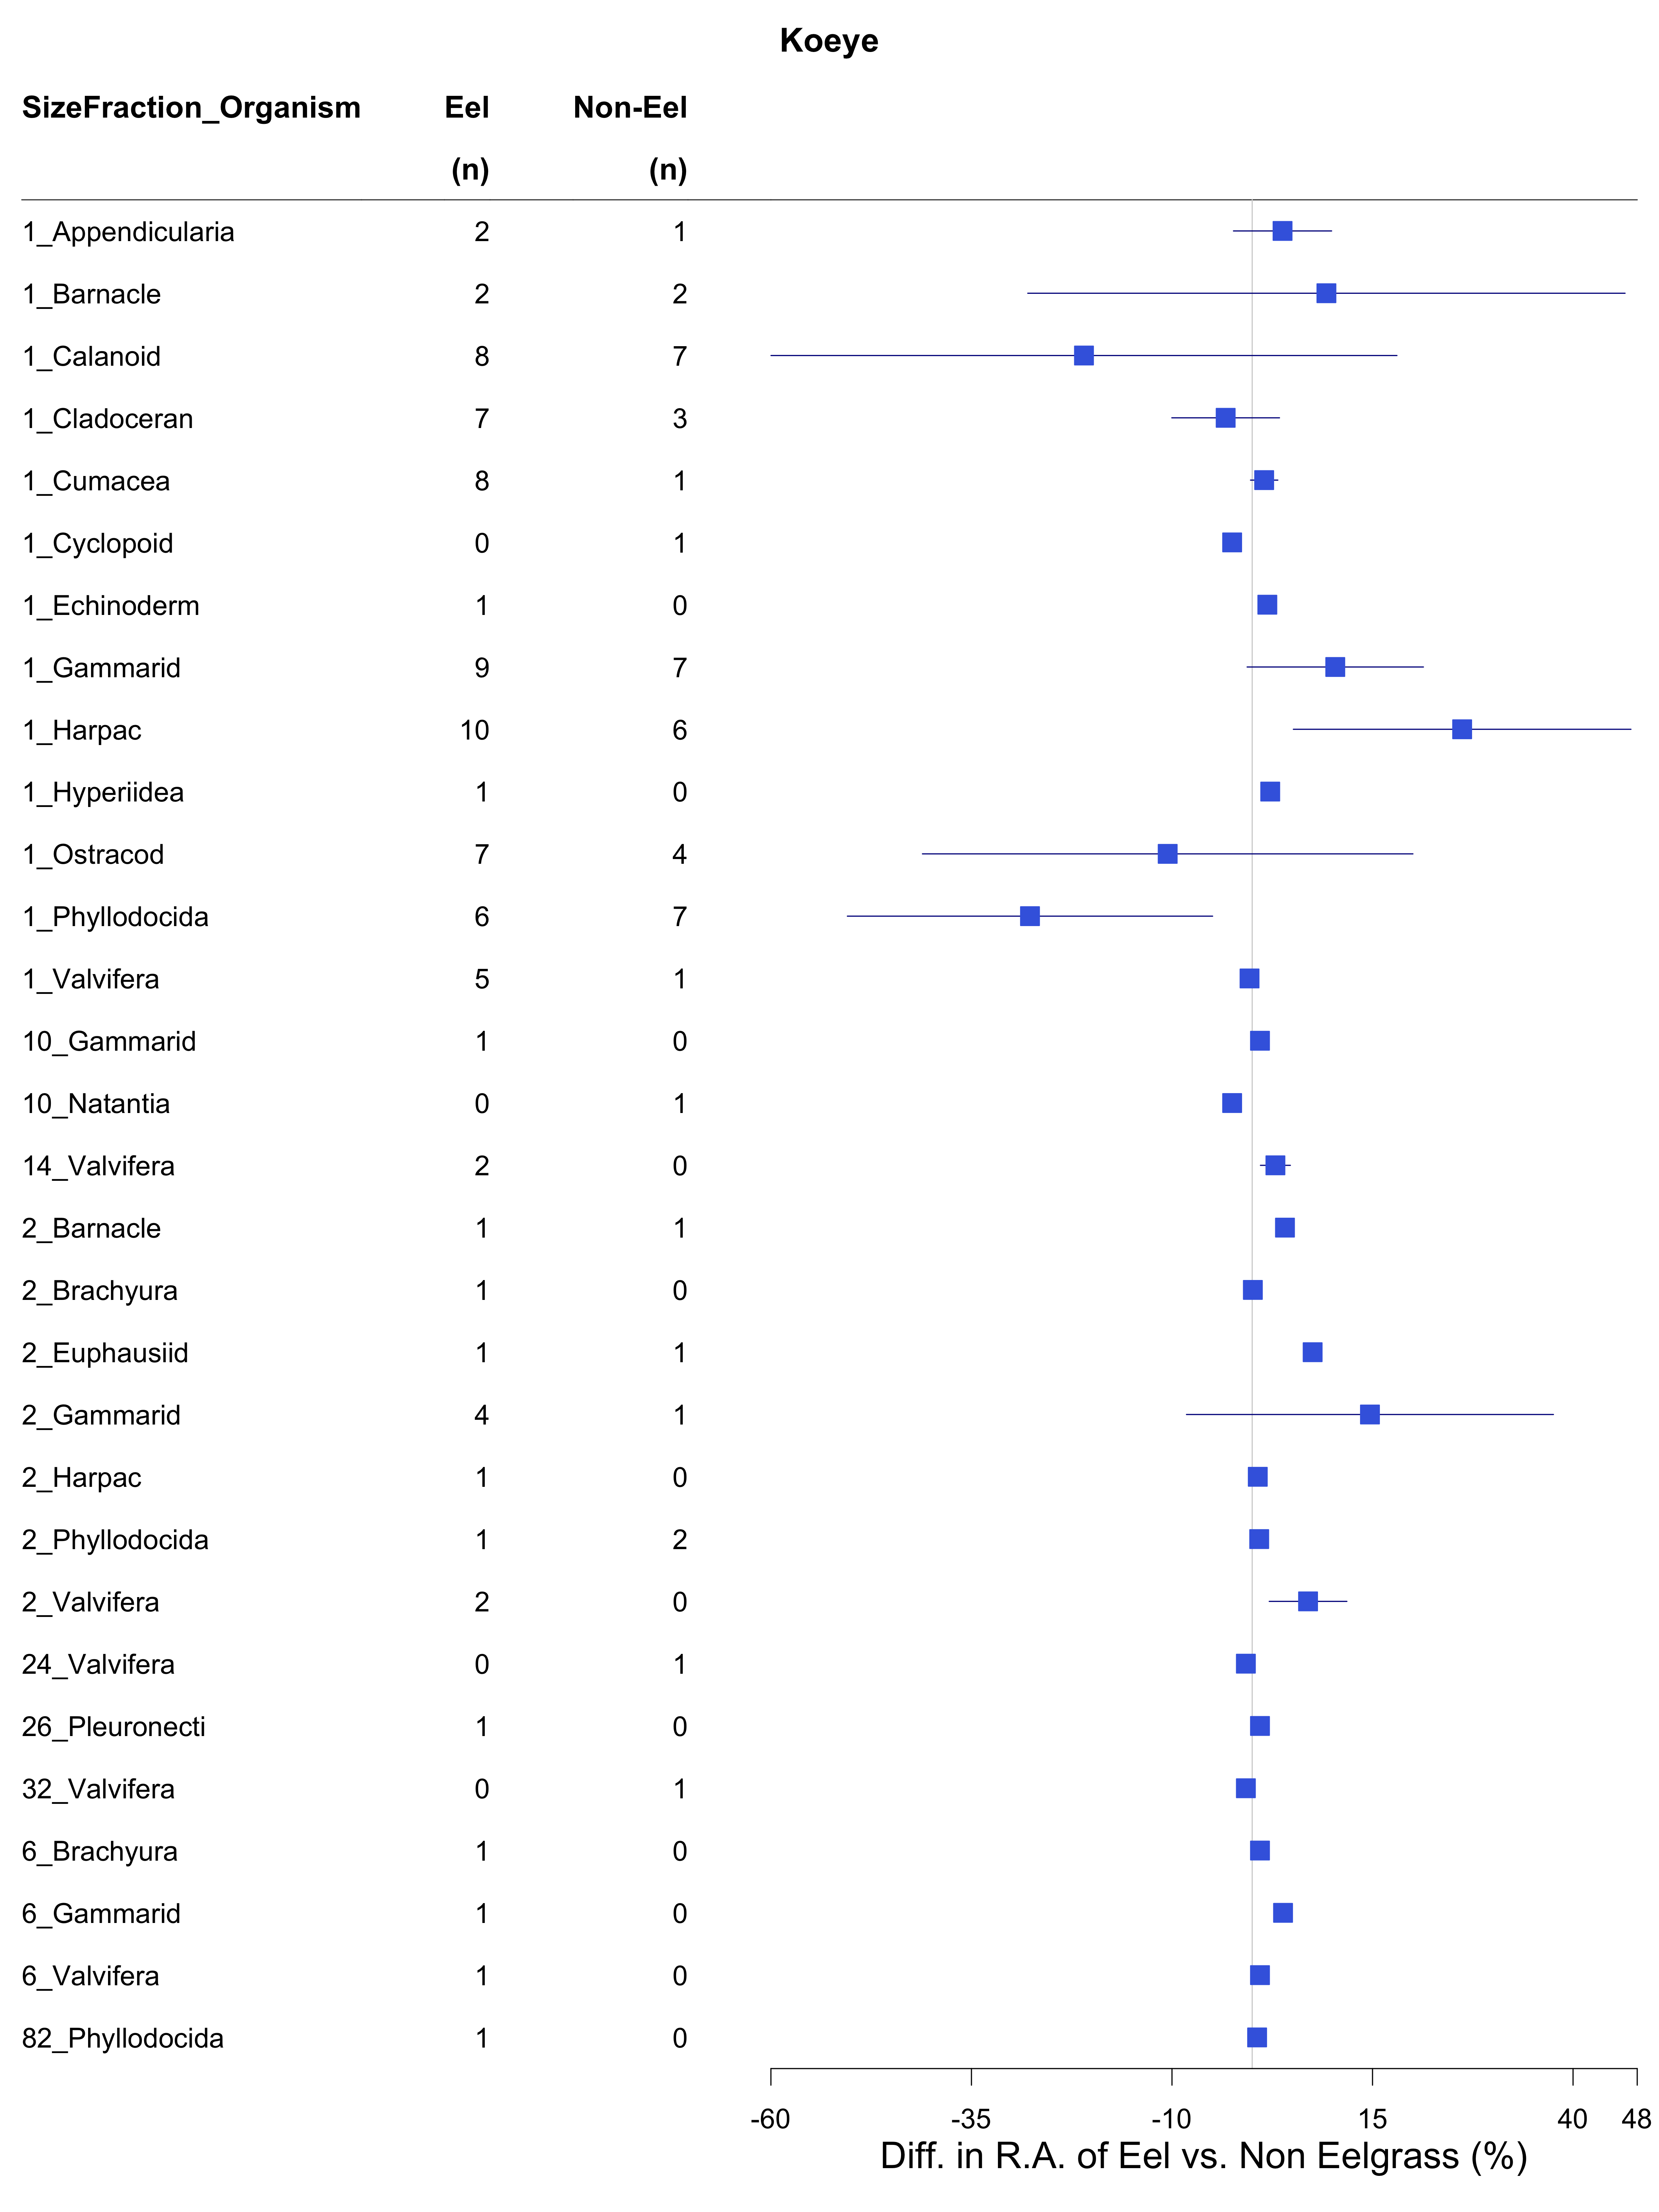 Koeye
SizeFraction_Organism Eel Non-Eel
(n) (n)
1_Appendicularia 2 1
1_Barnacle 2 2
1_Calanoid 8 7
1_Cladoceran 7 3
1_Cumacea 8 1
1_Cyclopoid 0 1
1_Echinoderm 1 0
1_Gammarid 9 7
1_Harpac 10 6
1_Hyperiidea 1 0
1_Ostracod 7 4
1_Phyllodocida 6 7
1_Valvifera 5 1
10_Gammarid 1 0
10_Natantia 0 1
14_Valvifera 2 0
2_Barnacle 1 1
2_Brachyura 1 0
2_Euphausiid 1 1
2_Gammarid 4 1
2_Harpac 1 0
2_Phyllodocida 1 2
2_Valvifera 2 0
24_Valvifera 0 1
26_Pleuronecti 1 0
32_Valvifera 0 1
6_Brachyura 1 0
6_Gammarid 1 0
6_Valvifera 1 0
82_Phyllodocida 1 0
-60 -35 -10 15 40 48
Diff. in R.A. of Eel vs. Non Eelgrass (%)